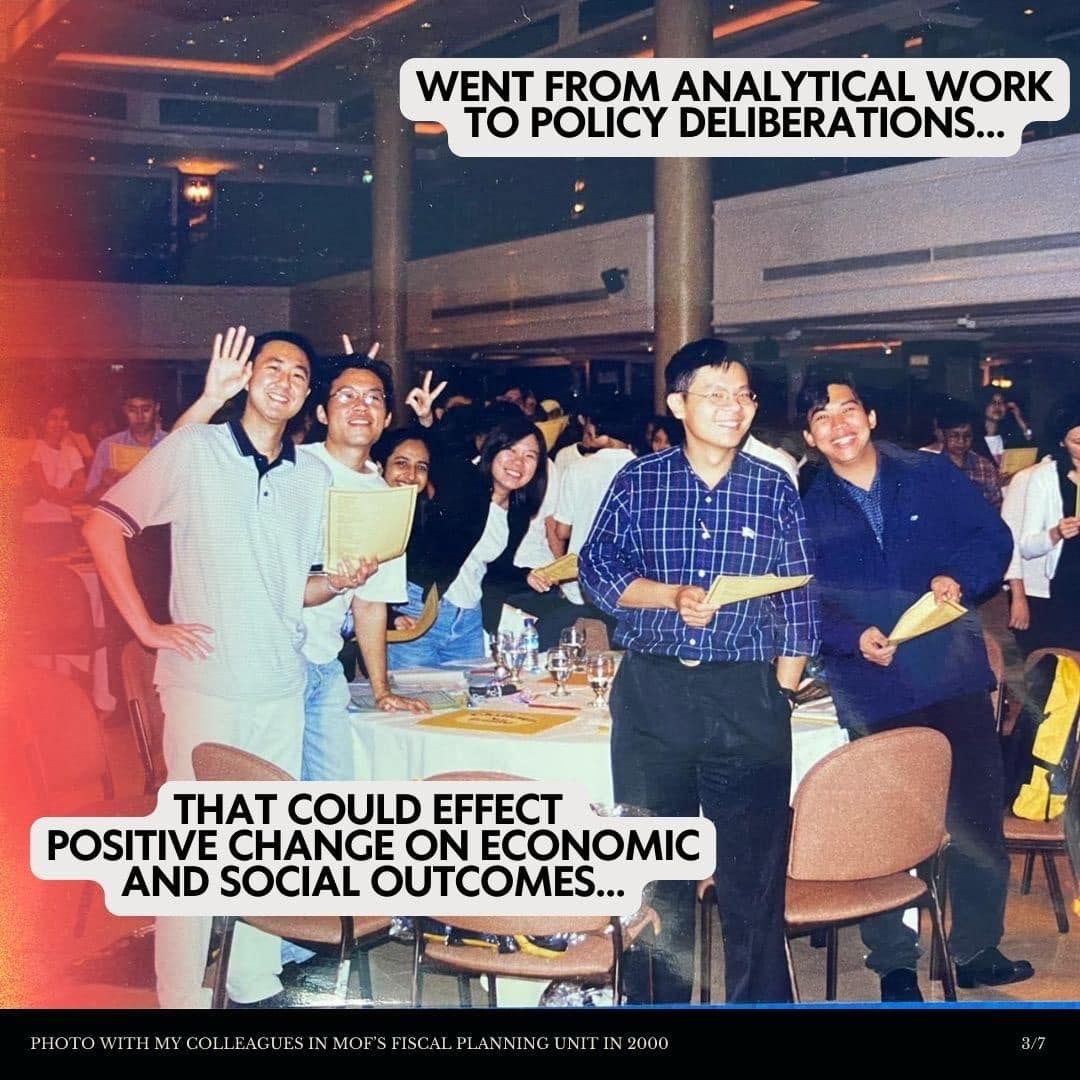 WENT FROM ANALYTICAL WORK
TO POLICY DELIBERATIONS...
THAT COULD EFFECT
POSITIVE CHANGE ON ECONOMIC
AND SOCIAL OUTCOMES...
PHOTO WITH MY COLLEAGUES IN MOF'S FISCAL PLANNING UNIT IN 2000
3/7